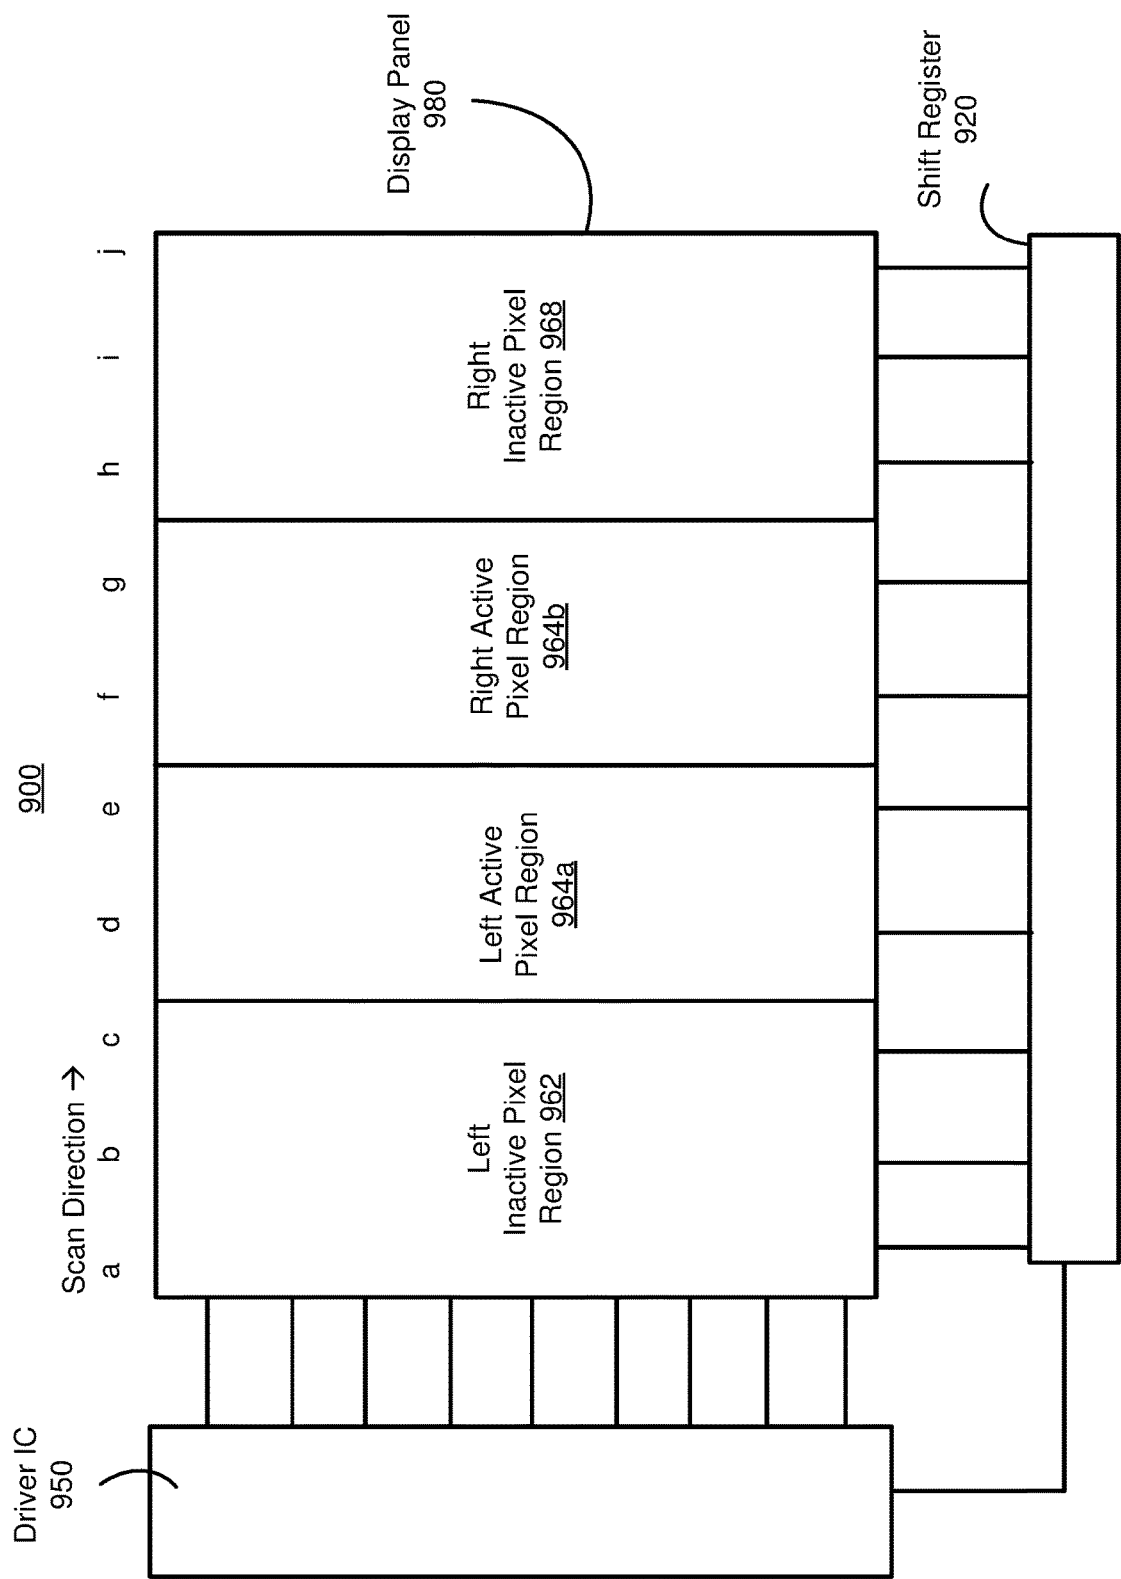 900
Driver IC
950
Scan Direction →
a b c d e f g h i j
Left
Inactive Pixel
Region 962
Left Active
Pixel Region
964a
Right Active
Pixel Region
964b
Right
Inactive Pixel
Region 968
Display Panel
980
Shift Register
920